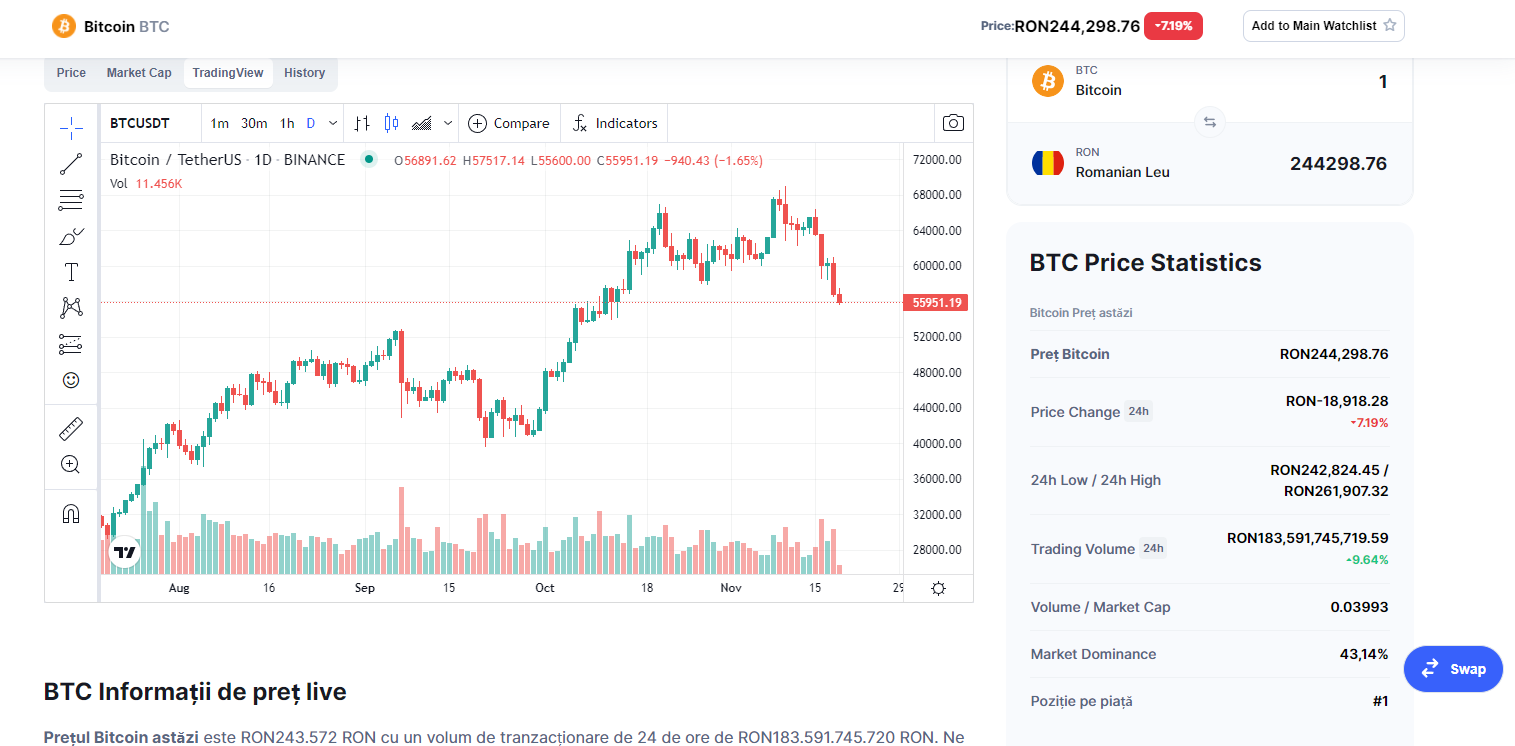 Bitcoin BTC
Price:RON244,298.76 -7.19%
Add to Main Watchlist
Price Market Cap TradingView History
BTCUSDT 1m 30m 1h D Compare Indicators
Bitcoin / TetherUS · 1D · BINANCE O56891.62 H57517.14 L55600.00 C55951.19 −940.43 (−1.65%)
Vol 11.456K
72000.00
68000.00
64000.00
60000.00
55951.19
52000.00
48000.00
44000.00
40000.00
36000.00
32000.00
28000.00
Aug 16 Sep 15 Oct 18 Nov 15 29
BTC Informații de preț live
Prețul Bitcoin astăzi este RON243.572 RON cu un volum de tranzacționare de 24 de ore de RON183.591.745.720 RON. Ne
BTC
Bitcoin 1
RON
Romanian Leu 244298.76
BTC Price Statistics
Bitcoin Preț astăzi
Preț Bitcoin RON244,298.76
Price Change 24h RON-18,918.28
7.19%
24h Low / 24h High RON242,824.45 /
RON261,907.32
Trading Volume 24h RON183,591,745,719.59
9.64%
Volume / Market Cap 0.03993
Market Dominance 43,14%
Poziție pe piață #1
Swap